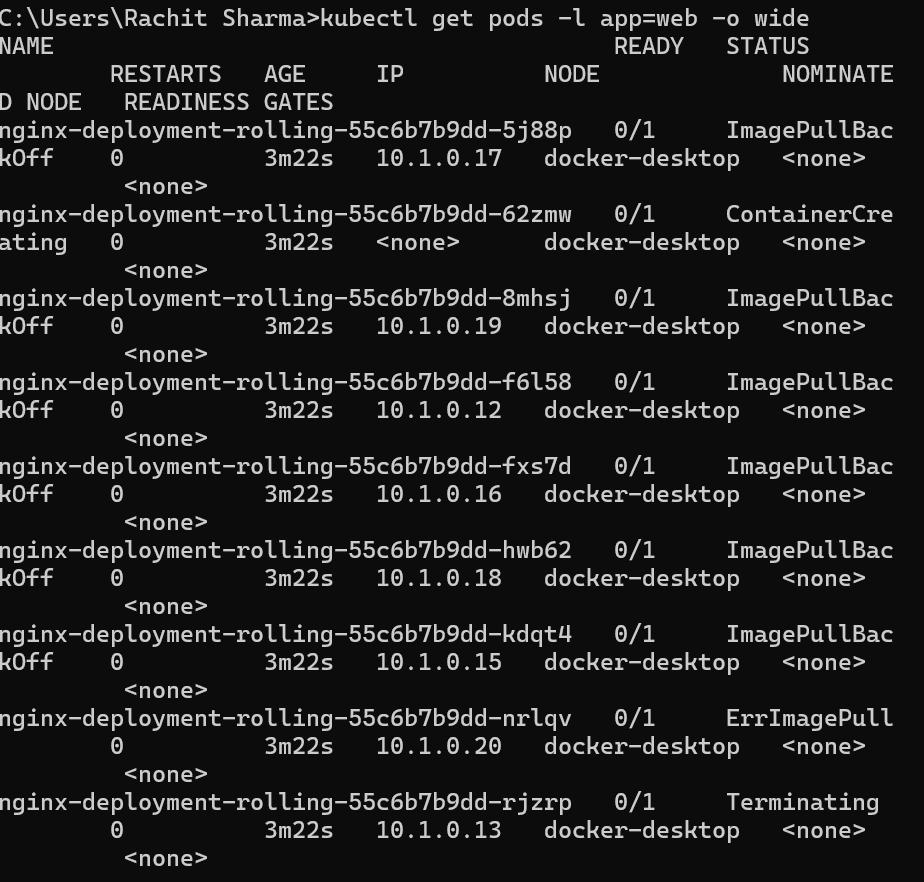 C:\Users\Rachit Sharma>kubectl get pods -l app=web -o wide
NAME                                        READY   STATUS
        RESTARTS   AGE     IP          NODE             NOMINATE
D NODE   READINESS GATES
nginx-deployment-rolling-55c6b7b9dd-5j88p   0/1     ImagePullBac
kOff    0          3m22s   10.1.0.17   docker-desktop   <none>
         <none>
nginx-deployment-rolling-55c6b7b9dd-62zmw   0/1     ContainerCre
ating   0          3m22s   <none>      docker-desktop   <none>
         <none>
nginx-deployment-rolling-55c6b7b9dd-8mhsj   0/1     ImagePullBac
kOff    0          3m22s   10.1.0.19   docker-desktop   <none>
         <none>
nginx-deployment-rolling-55c6b7b9dd-f6l58   0/1     ImagePullBac
kOff    0          3m22s   10.1.0.12   docker-desktop   <none>
         <none>
nginx-deployment-rolling-55c6b7b9dd-fxs7d   0/1     ImagePullBac
kOff    0          3m22s   10.1.0.16   docker-desktop   <none>
         <none>
nginx-deployment-rolling-55c6b7b9dd-hwb62   0/1     ImagePullBac
kOff    0          3m22s   10.1.0.18   docker-desktop   <none>
         <none>
nginx-deployment-rolling-55c6b7b9dd-kdqt4   0/1     ImagePullBac
kOff    0          3m22s   10.1.0.15   docker-desktop   <none>
         <none>
nginx-deployment-rolling-55c6b7b9dd-nrlqv   0/1     ErrImagePull
        0          3m22s   10.1.0.20   docker-desktop   <none>
         <none>
nginx-deployment-rolling-55c6b7b9dd-rjzrp   0/1     Terminating
        0          3m22s   10.1.0.13   docker-desktop   <none>
         <none>